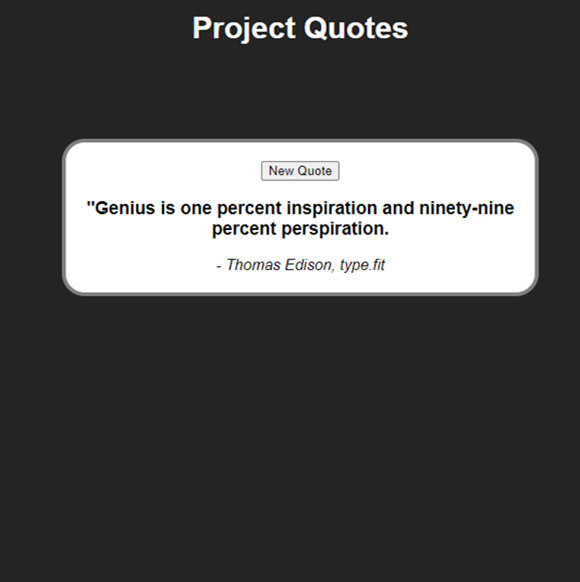 Project Quotes
New Quote
"Genius is one percent inspiration and ninety-nine
percent perspiration.
- Thomas Edison, type.fit